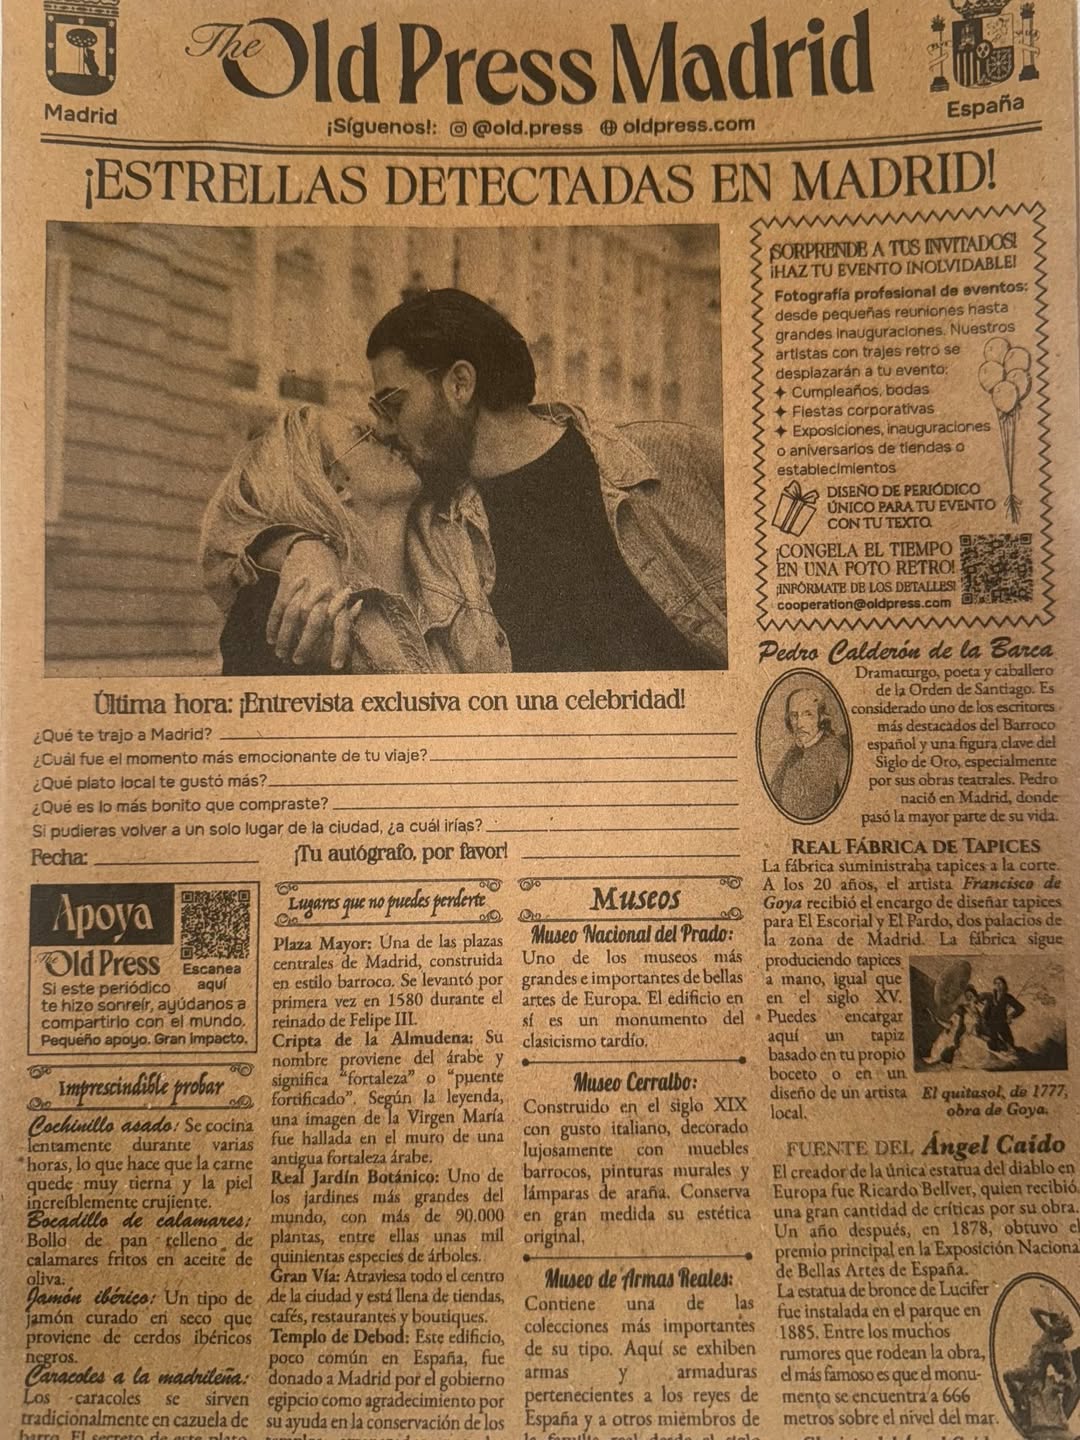 Madrid
The Old Press Madrid
España
¡Síguenos!: @old.press oldpress.com
¡ESTRELLAS DETECTADAS EN MADRID!
¡SORPRENDE A TUS INVITADOS!
¡HAZ TU EVENTO INOLVIDABLE!
Fotografía profesional de eventos:
desde pequeñas reuniones hasta
grandes inauguraciones. Nuestros
artistas con trajes retro se
desplazarán a tu evento:
✦ Cumpleaños, bodas
✦ Fiestas corporativas
✦ Exposiciones, inauguraciones
o aniversarios de tiendas o
establecimientos
DISEÑO DE PERIÓDICO
ÚNICO PARA TU EVENTO
CON TU TEXTO.
¡CONGELA EL TIEMPO
EN UNA FOTO RETRO!
¡INFÓRMATE DE LOS DETALLES!
cooperation@oldpress.com
Última hora: ¡Entrevista exclusiva con una celebridad!
¿Qué te trajo a Madrid?
¿Cuál fue el momento más emocionante de tu viaje?
¿Qué plato local te gustó más?
¿Qué es lo más bonito que compraste?
Si pudieras volver a un solo lugar de la ciudad, ¿a cuál irías?
Fecha: ¡Tu autógrafo, por favor!
Apoya
The Old Press
Escanea
aquí
Si este periódico
te hizo sonreír, ayúdanos a
compartirlo con el mundo.
Pequeño apoyo. Gran impacto.
Imprescindible probar
Cochinillo asado: Se cocina
lentamente durante varias
horas, lo que hace que la carne
quede muy tierna y la piel
increíblemente crujiente.
Bocadillo de calamares:
Bollo de pan relleno de
calamares fritos en aceite de
oliva.
Jamón ibérico: Un tipo de
jamón curado en seco que
proviene de cerdos ibéricos
negros.
Caracoles a la madrileña:
Los caracoles se sirven
tradicionalmente en cazuela de
barro. El secreto de este plato
Lugares que no puedes perderte
Plaza Mayor: Una de las plazas
centrales de Madrid, construida
en estilo barroco. Se levantó por
primera vez en 1580 durante el
reinado de Felipe III.
Cripta de la Almudena: Su
nombre proviene del árabe y
significa "fortaleza" o "puente
fortificado". Según la leyenda,
una imagen de la Virgen María
fue hallada en el muro de una
antigua fortaleza árabe.
Real Jardín Botánico: Uno de
los jardines más grandes del
mundo, con más de 90.000
plantas, entre ellas unas mil
quinientas especies de árboles.
Gran Vía: Atraviesa todo el centro
de la ciudad y está llena de tiendas,
cafés, restaurantes y boutiques.
Templo de Debod: Este edificio,
poco común en España, fue
donado a Madrid por el gobierno
egipcio como agradecimiento por
su ayuda en la conservación de los
Museos
Museo Nacional del Prado:
Uno de los museos más
grandes e importantes de bellas
artes de Europa. El edificio en
sí es un monumento del
clasicismo tardío.
Museo Cerralbo:
Construido en el siglo XIX
con gusto italiano, decorado
lujosamente con muebles
barrocos, pinturas murales y
lámparas de araña. Conserva
en gran medida su estética
original.
Museo de Armas Reales:
Contiene una de las
colecciones más importantes
de su tipo. Aquí se exhiben
armas y armaduras
pertenecientes a los reyes de
España y a otros miembros de
la familia real desde el siglo
Pedro Calderón de la Barca
Dramaturgo, poeta y caballero
de la Orden de Santiago. Es
considerado uno de los escritores
más destacados del Barroco
español y una figura clave del
Siglo de Oro, especialmente
por sus obras teatrales. Pedro
nació en Madrid, donde
pasó la mayor parte de su vida.
REAL FÁBRICA DE TAPICES
La fábrica suministraba tapices a la corte.
A los 20 años, el artista Francisco de
Goya recibió el encargo de diseñar tapices
para El Escorial y El Pardo, dos palacios de
la zona de Madrid. La fábrica sigue
produciendo tapices
a mano, igual que
en el siglo XV.
Puedes encargar
aquí un tapiz
basado en tu propio
boceto o en un
diseño de un artista
local.
El quitasol, de 1777,
obra de Goya.
FUENTE DEL Ángel Caído
El creador de la única estatua del diablo en
Europa fue Ricardo Bellver, quien recibió
una gran cantidad de críticas por su obra.
Un año después, en 1878, obtuvo el
premio principal en la Exposición Nacional
de Bellas Artes de España.
La estatua de bronce de Lucifer
fue instalada en el parque en
1885. Entre los muchos
rumores que rodean la obra,
el más famoso es que el monu-
mento se encuentra a 666
metros sobre el nivel del mar.